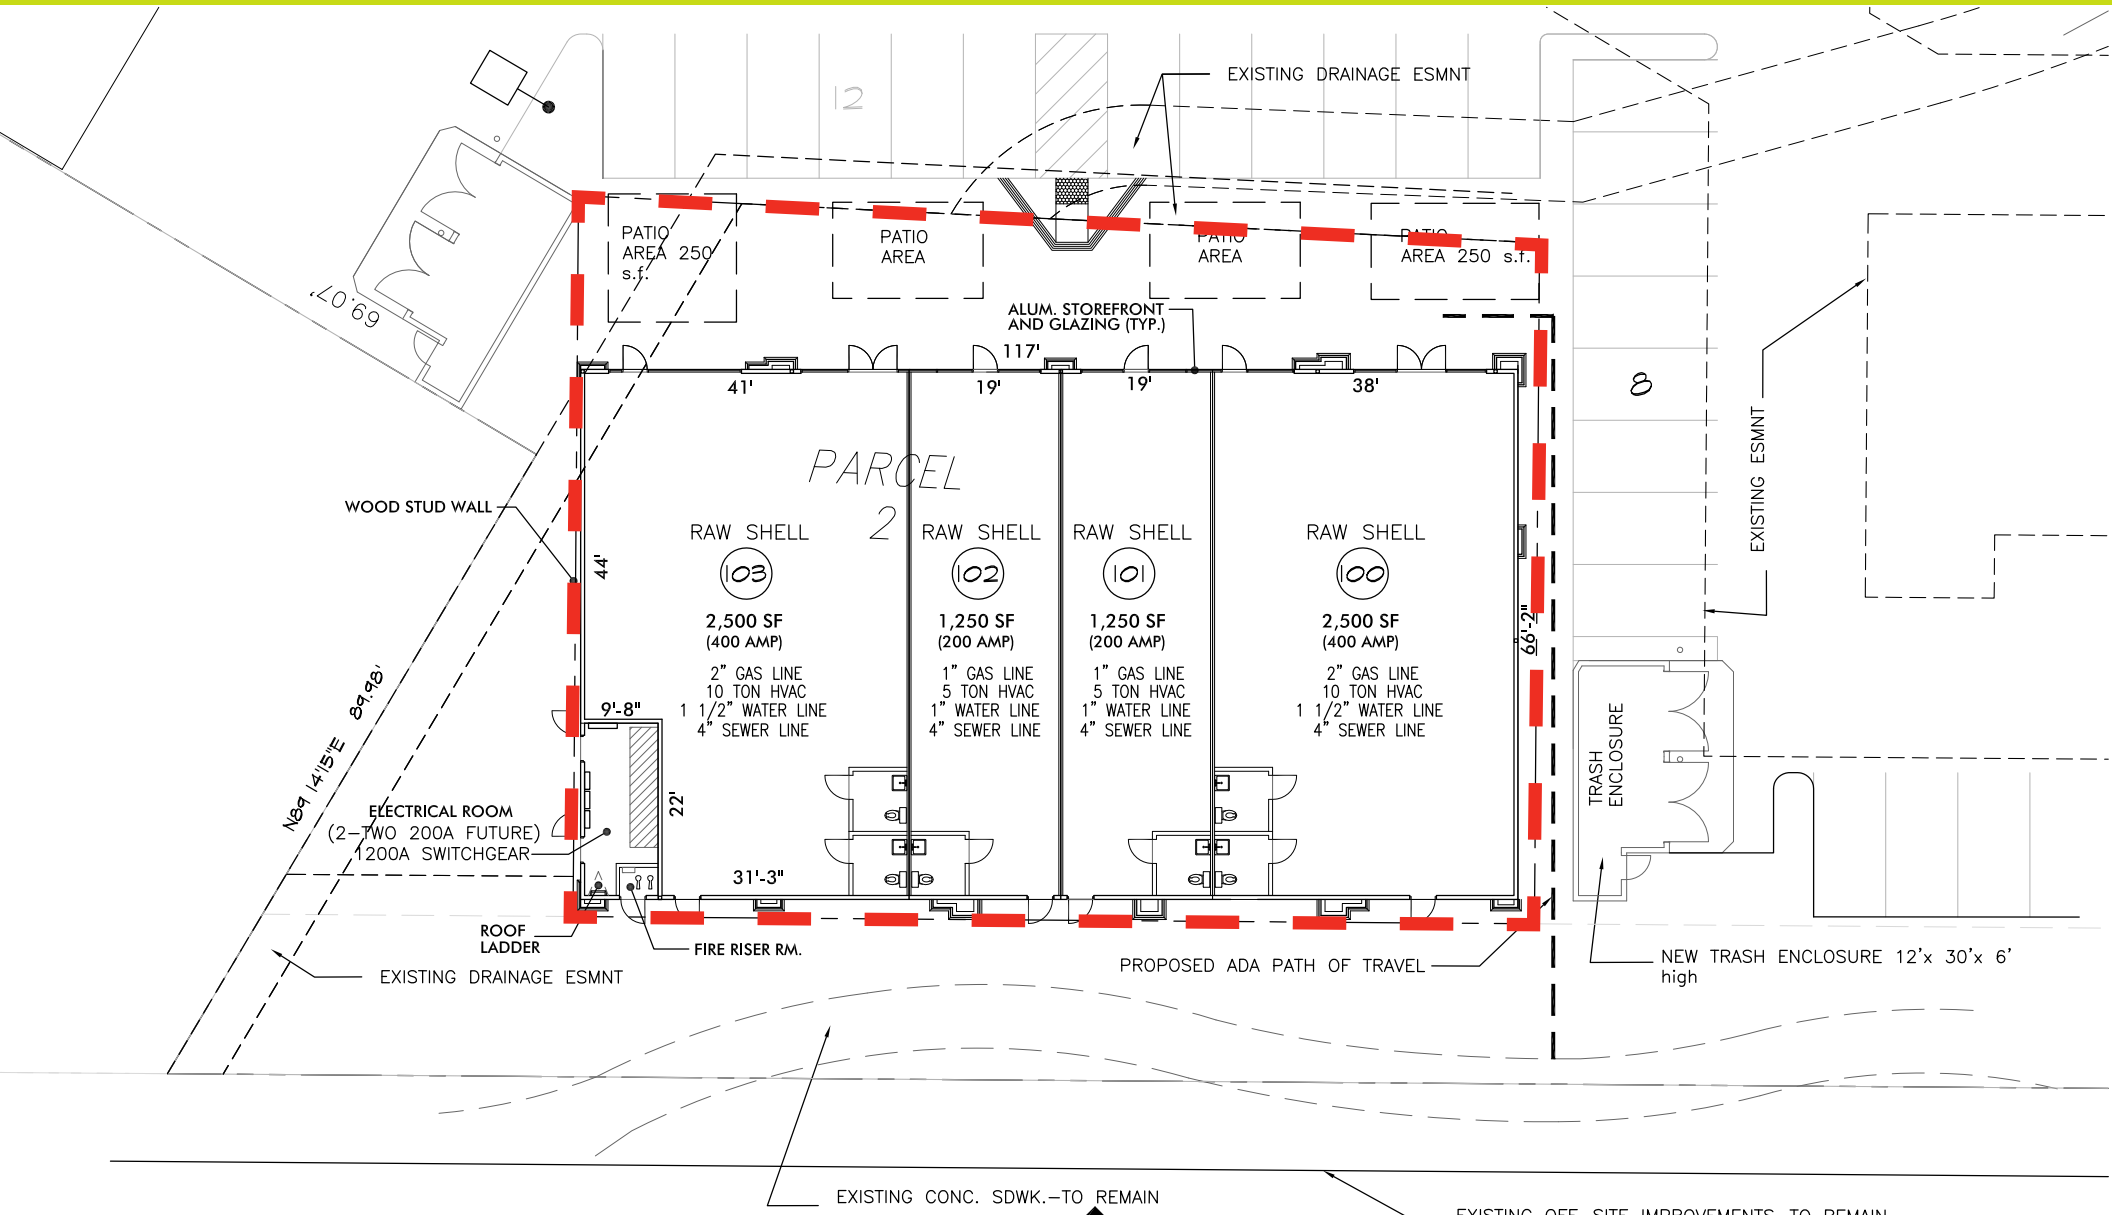 EXISTING DRAINAGE ESMNT
12
PATIO
AREA 250
s.f.
PATIO
AREA
PATIO
AREA
PATIO
AREA 250 s.f.
69.07'
ALUM. STOREFRONT
AND GLAZING (TYP.)
117'
41'
19'
19'
38'
8
EXISTING ESMNT
PARCEL
2
WOOD STUD WALL
44'
RAW SHELL
103
2,500 SF
(400 AMP)
2” GAS LINE
10 TON HVAC
1 1/2” WATER LINE
4” SEWER LINE
RAW SHELL
102
1,250 SF
(200 AMP)
1” GAS LINE
5 TON HVAC
1” WATER LINE
4” SEWER LINE
RAW SHELL
101
1,250 SF
(200 AMP)
1” GAS LINE
5 TON HVAC
1” WATER LINE
4” SEWER LINE
RAW SHELL
100
2,500 SF
(400 AMP)
2” GAS LINE
10 TON HVAC
1 1/2” WATER LINE
4” SEWER LINE
66'-2"
9'-8"
22'
31'-3"
N89 14'15"E 89.98'
ELECTRICAL ROOM
(2-TWO 200A FUTURE)
1200A SWITCHGEAR
TRASH
ENCLOSURE
ROOF
LADDER
FIRE RISER RM.
EXISTING DRAINAGE ESMNT
PROPOSED ADA PATH OF TRAVEL
NEW TRASH ENCLOSURE 12'x 30'x 6'
high
EXISTING CONC. SDWK.-TO REMAIN
EXISTING OFF-SITE IMPROVEMENTS-TO REMAIN